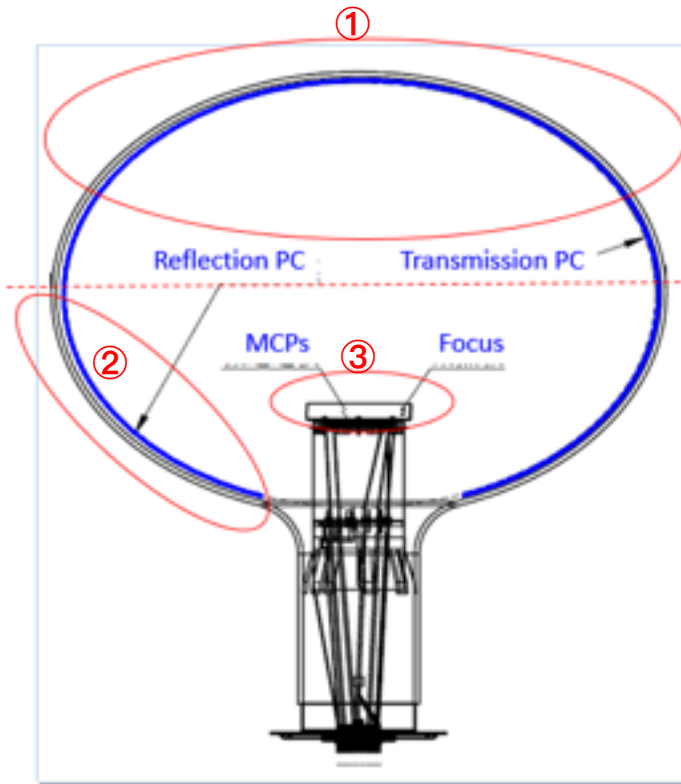 ①
Reflection PC
Transmission PC
②
MCPs
③
Focus